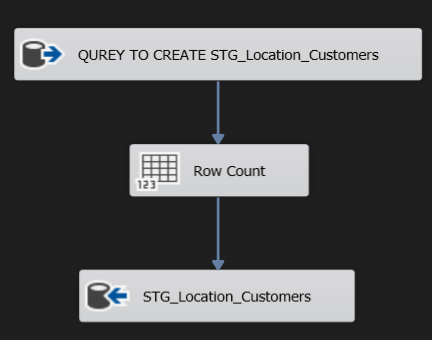 QUREY TO CREATE STG_Location_Customers
123
Row Count
STG_Location_Customers